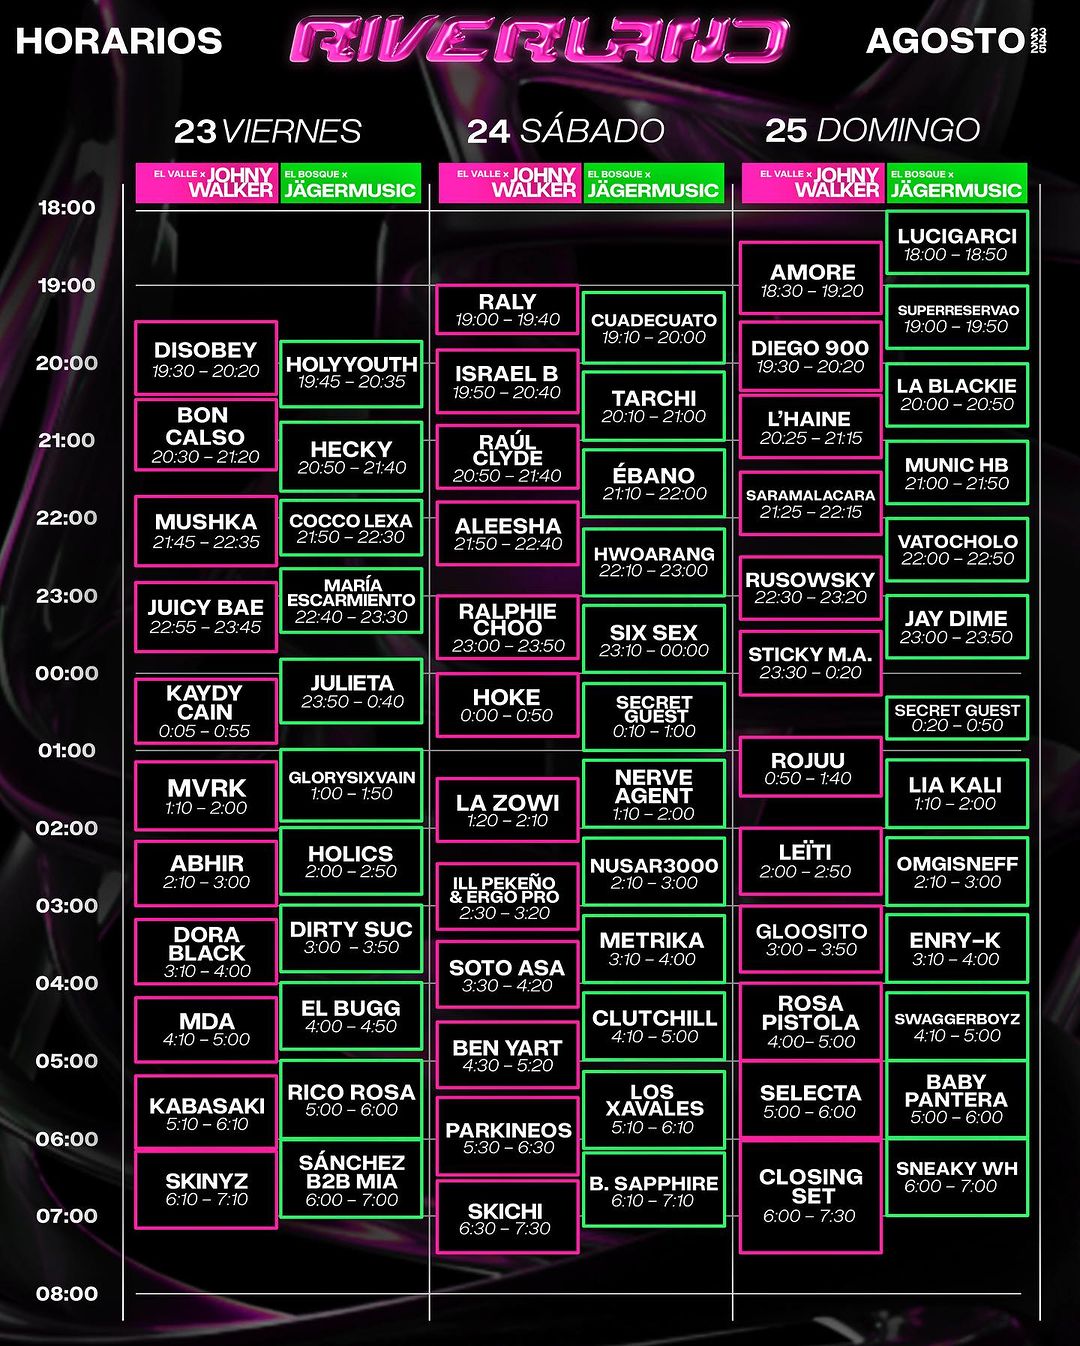 HORARIOS
RIVERLAND
AGOSTO 23 24 25
23 VIERNES
24 SÁBADO
25 DOMINGO
EL VALLE x JOHNY
WALKER
EL BOSQUE x
JÄGERMUSIC
EL VALLE x JOHNY
WALKER
EL BOSQUE x
JÄGERMUSIC
EL VALLE x JOHNY
WALKER
EL BOSQUE x
JÄGERMUSIC
18:00
19:00
20:00
21:00
22:00
23:00
00:00
01:00
02:00
03:00
04:00
05:00
06:00
07:00
08:00
DISOBEY
19:30 – 20:20
BON
CALSO
20:30 – 21:20
MUSHKA
21:45 – 22:35
JUICY BAE
22:55 – 23:45
KAYDY
CAIN
0:05 – 0:55
MVRK
1:10 – 2:00
ABHIR
2:10 – 3:00
DORA
BLACK
3:10 – 4:00
MDA
4:10 – 5:00
KABASAKI
5:10 – 6:10
SKINYZ
6:10 – 7:10
HOLYYOUTH
19:45 – 20:35
HECKY
20:50 – 21:40
COCCO LEXA
21:50 – 22:30
MARÍA
ESCARMIENTO
22:40 – 23:30
JULIETA
23:50 – 0:40
GLORYSIXVAIN
1:00 – 1:50
HOLICS
2:00 – 2:50
DIRTY SUC
3:00 – 3:50
EL BUGG
4:00 – 4:50
RICO ROSA
5:00 – 6:00
SÁNCHEZ
B2B MIA
6:00 – 7:00
RALY
19:00 – 19:40
ISRAEL B
19:50 – 20:40
RAÚL
CLYDE
20:50 – 21:40
ALEESHA
21:50 – 22:40
RALPHIE
CHOO
23:00 – 23:50
HOKE
0:00 – 0:50
LA ZOWI
1:20 – 2:10
ILL PEKEÑO
& ERGO PRO
2:30 – 3:20
SOTO ASA
3:30 – 4:20
BEN YART
4:30 – 5:20
PARKINEOS
5:30 – 6:30
SKICHI
6:30 – 7:30
CUADECUATO
19:10 – 20:00
TARCHI
20:10 – 21:00
ÉBANO
21:10 – 22:00
HWOARANG
22:10 – 23:00
SIX SEX
23:10 – 00:00
SECRET
GUEST
0:10 – 1:00
NERVE
AGENT
1:10 – 2:00
NUSAR3000
2:10 – 3:00
METRIKA
3:10 – 4:00
CLUTCHILL
4:10 – 5:00
LOS
XAVALES
5:10 – 6:10
B. SAPPHIRE
6:10 – 7:10
AMORE
18:30 – 19:20
DIEGO 900
19:30 – 20:20
L'HAINE
20:25 – 21:15
SARAMALACARA
21:25 – 22:15
RUSOWSKY
22:30 – 23:20
STICKY M.A.
23:30 – 0:20
ROJUU
0:50 – 1:40
LEÏTI
2:00 – 2:50
GLOOSITO
3:00 – 3:50
ROSA
PISTOLA
4:00– 5:00
SELECTA
5:00 – 6:00
CLOSING
SET
6:00 – 7:30
LUCIGARCI
18:00 – 18:50
SUPERRESERVAO
19:00 – 19:50
LA BLACKIE
20:00 – 20:50
MUNIC HB
21:00 – 21:50
VATOCHOLO
22:00 – 22:50
JAY DIME
23:00 – 23:50
SECRET GUEST
0:20 – 0:50
LIA KALI
1:10 – 2:00
OMGISNEFF
2:10 – 3:00
ENRY–K
3:10 – 4:00
SWAGGERBOYZ
4:10 – 5:00
BABY
PANTERA
5:00 – 6:00
SNEAKY WH
6:00 – 7:00